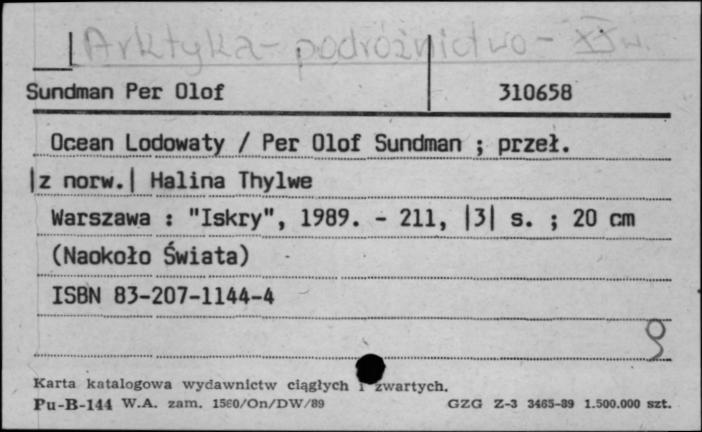 Arktyka - podróżnictwo - XX w.
Sundman Per Olof 310658
Ocean Lodowaty / Per Olof Sundman ; przeł.
|z norw.| Halina Thylwe
Warszawa : "Iskry", 1989. - 211, |3| s. ; 20 cm
(Naokoło Świata)
ISBN 83-207-1144-4
Karta katalogowa wydawnictw ciągłych i zwartych.
Pu-B-144 W.A. zam. 1560/On/DW/89 GZG Z-3 3465-89 1.500.000 szt.